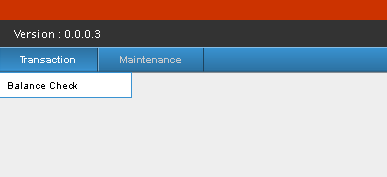 Version : 0.0.0.3
Transaction Maintenance
Balance Check